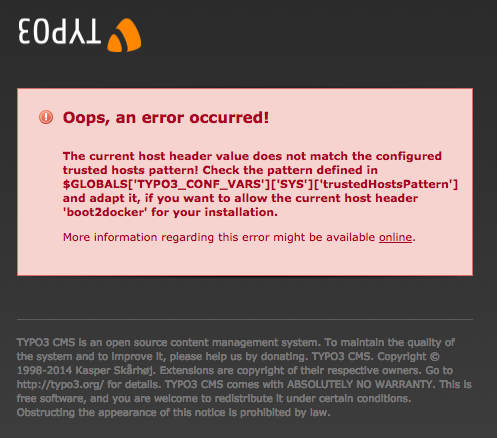 TYPO3
Oops, an error occurred!
The current host header value does not match the configured
trusted hosts pattern! Check the pattern defined in
$GLOBALS['TYPO3_CONF_VARS']['SYS']['trustedHostsPattern']
and adapt it, if you want to allow the current host header
'boot2docker' for your installation.
More information regarding this error might be available online.
TYPO3 CMS is an open source content management system. To maintain the quality
of the system and to improve it, please help us by donating. TYPO3 CMS. Copyright ©
1998-2014 Kasper Skårhøj. Extensions are copyright of their respective owners. Go to
http://typo3.org/ for details. TYPO3 CMS comes with ABSOLUTELY NO WARRANTY. This is
free software, and you are welcome to redistribute it under certain conditions.
Obstructing the appearance of this notice is prohibited by law.